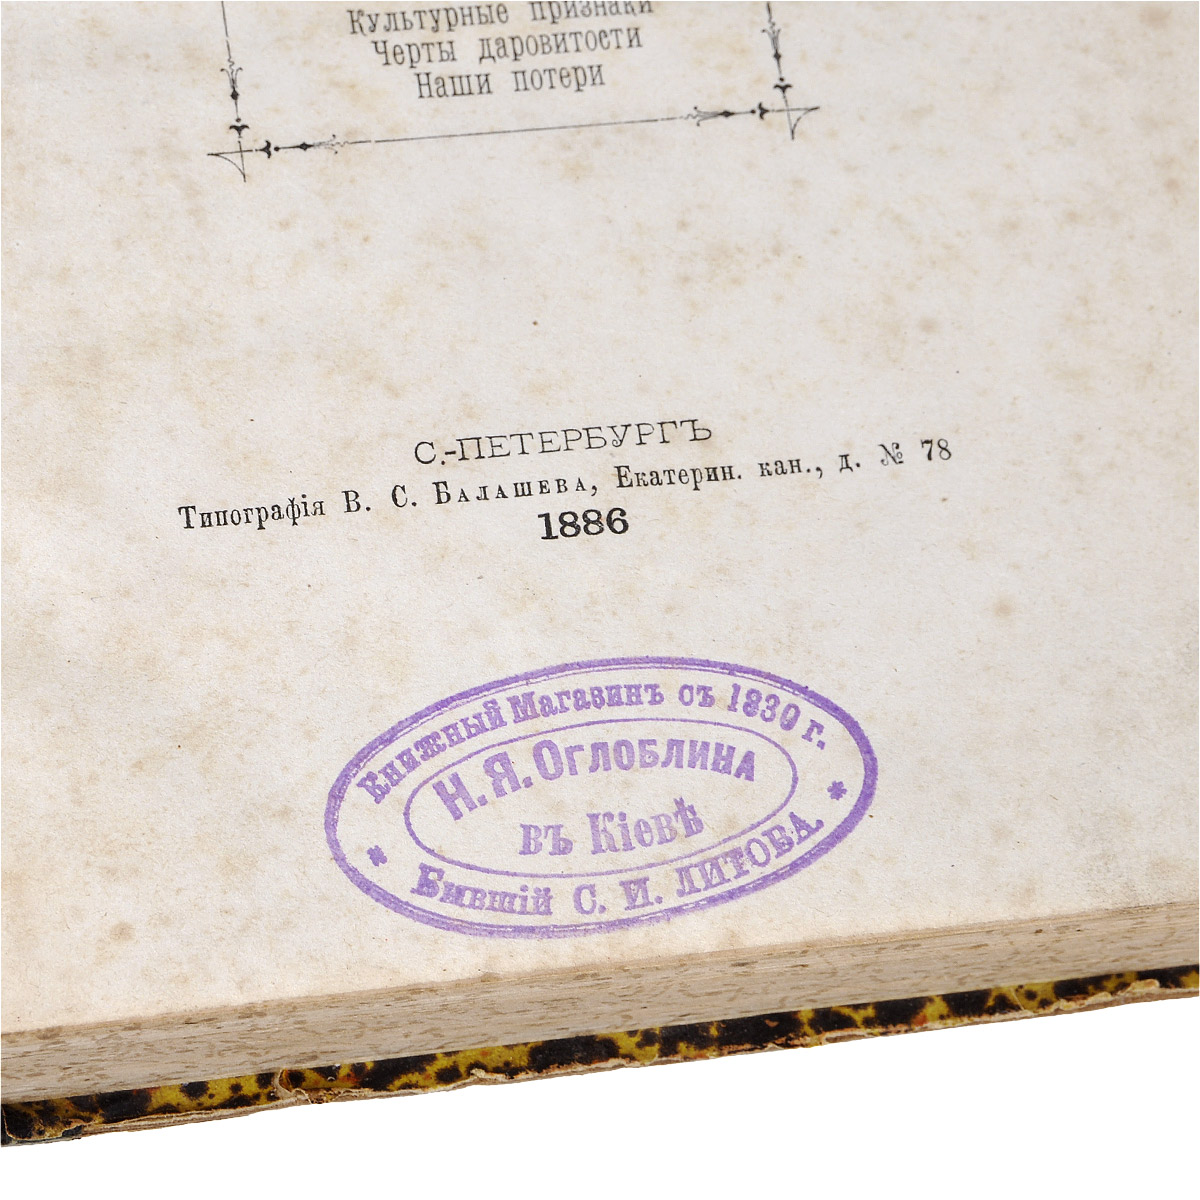 Культурные признаки
Черты даровитости
Наши потери
С.-ПЕТЕРБУРГЪ
Типографія В. С. Балашева, Екатерин. кан., д. № 78
1886
Книжный Магазинъ съ 1830 г.
Н. Я. Оглоблина
въ Кіевѣ
Бывшій С. И. ЛИТОВА.